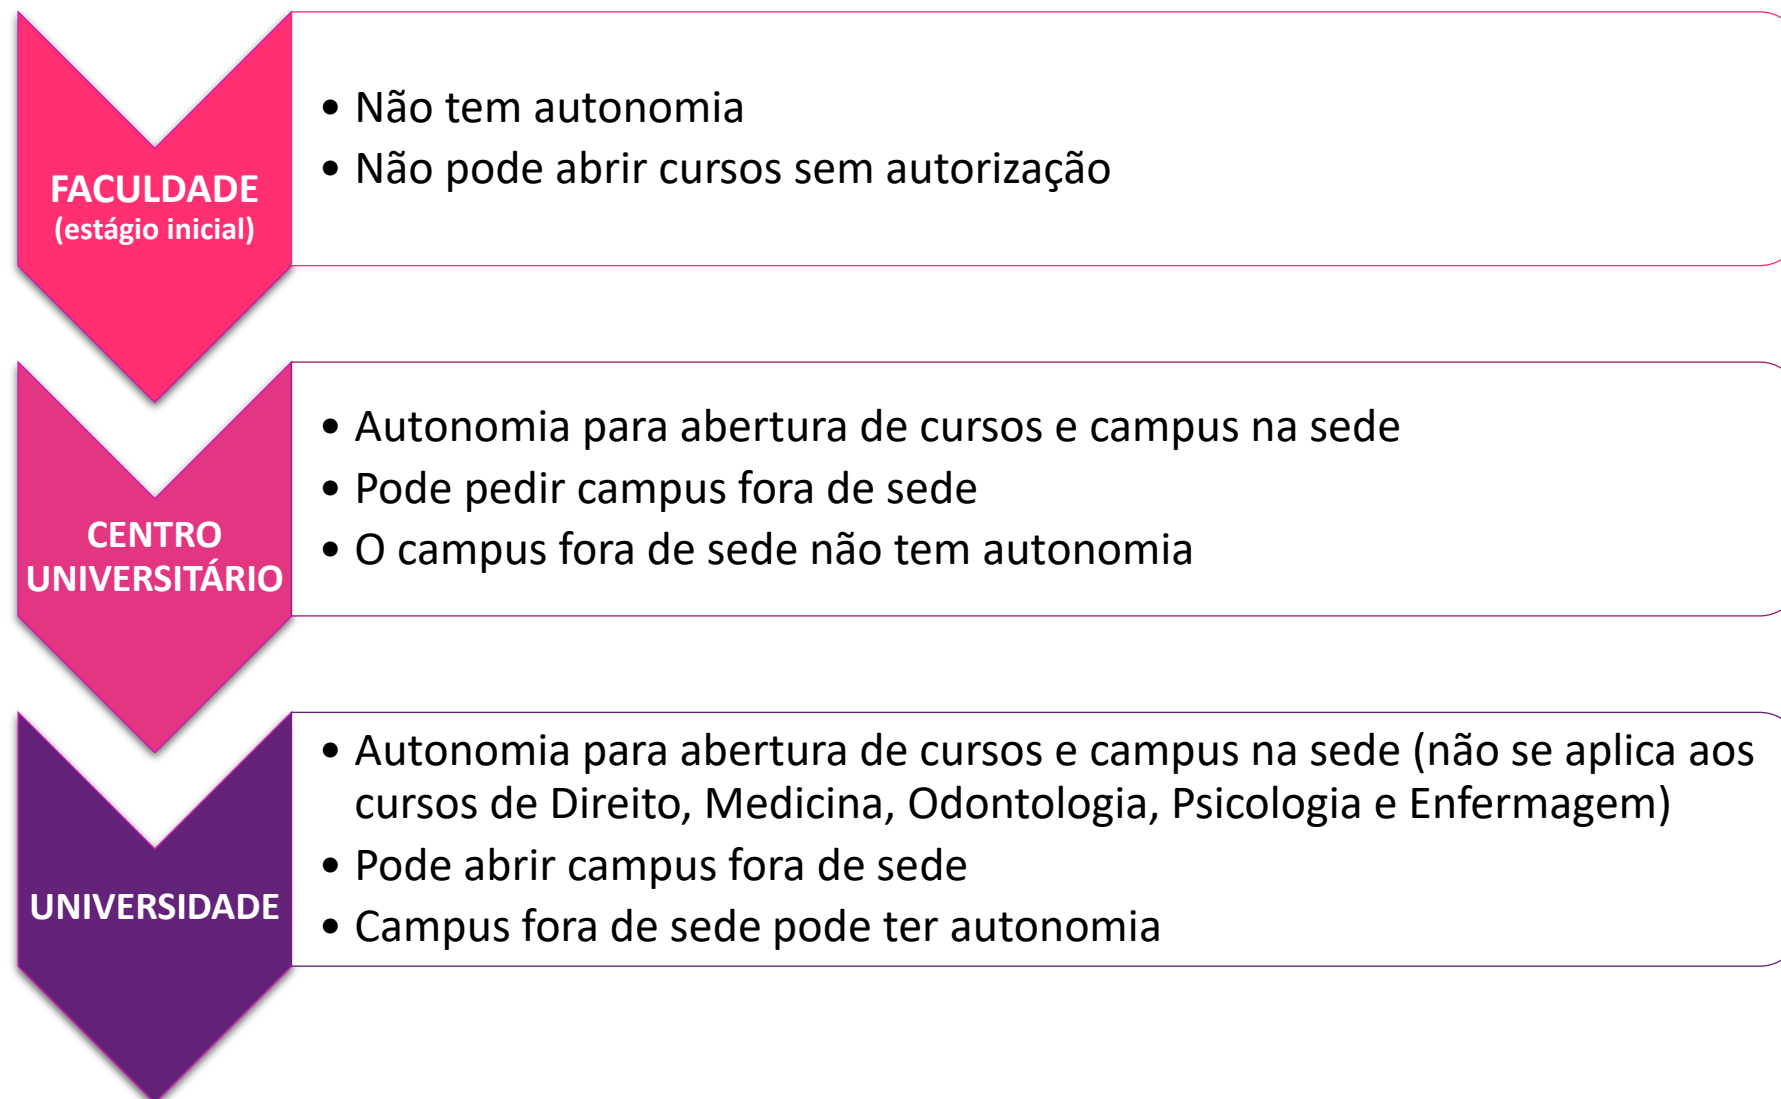 FACULDADE
(estágio inicial)
• Não tem autonomia
• Não pode abrir cursos sem autorização
CENTRO
UNIVERSITÁRIO
• Autonomia para abertura de cursos e campus na sede
• Pode pedir campus fora de sede
• O campus fora de sede não tem autonomia
UNIVERSIDADE
• Autonomia para abertura de cursos e campus na sede (não se aplica aos
cursos de Direito, Medicina, Odontologia, Psicologia e Enfermagem)
• Pode abrir campus fora de sede
• Campus fora de sede pode ter autonomia